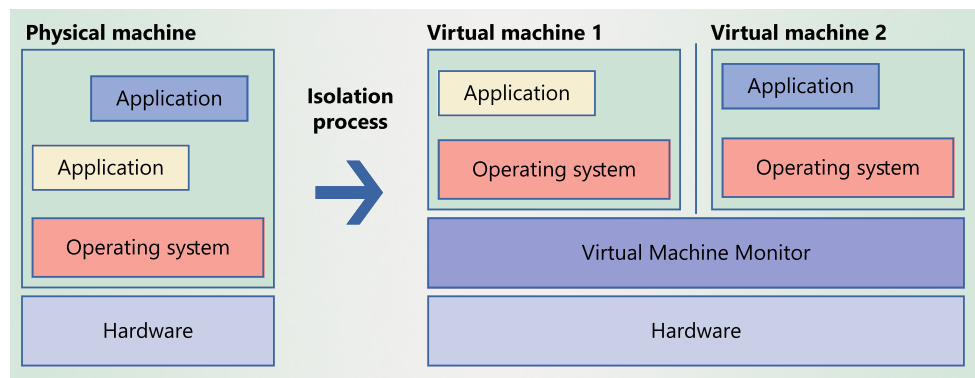 Physical machine
Application
Application
Operating system
Hardware
Isolation
process
Virtual machine 1
Application
Operating system
Virtual machine 2
Application
Operating system
Virtual Machine Monitor
Hardware